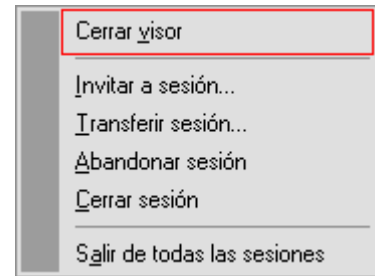 Cerrar visor
Invitar a sesión...
Transferir sesión...
Abandonar sesión
Cerrar sesión
Salir de todas las sesiones